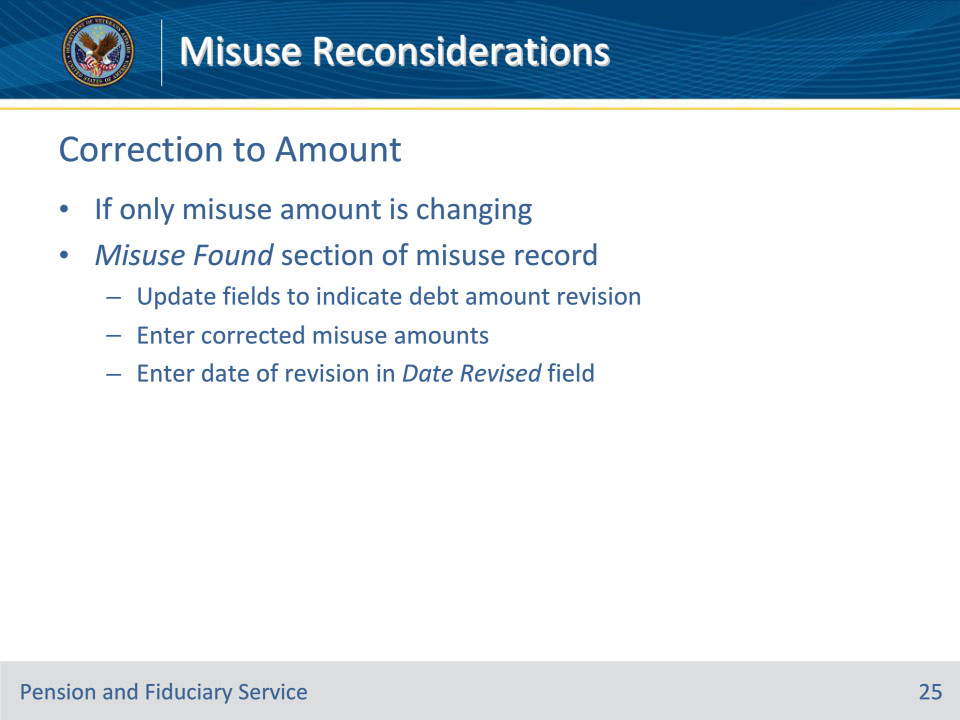 Misuse Reconsiderations
Correction to Amount
• If only misuse amount is changing
• Misuse Found section of misuse record
– Update fields to indicate debt amount revision
– Enter corrected misuse amounts
– Enter date of revision in Date Revised field
Pension and Fiduciary Service
25